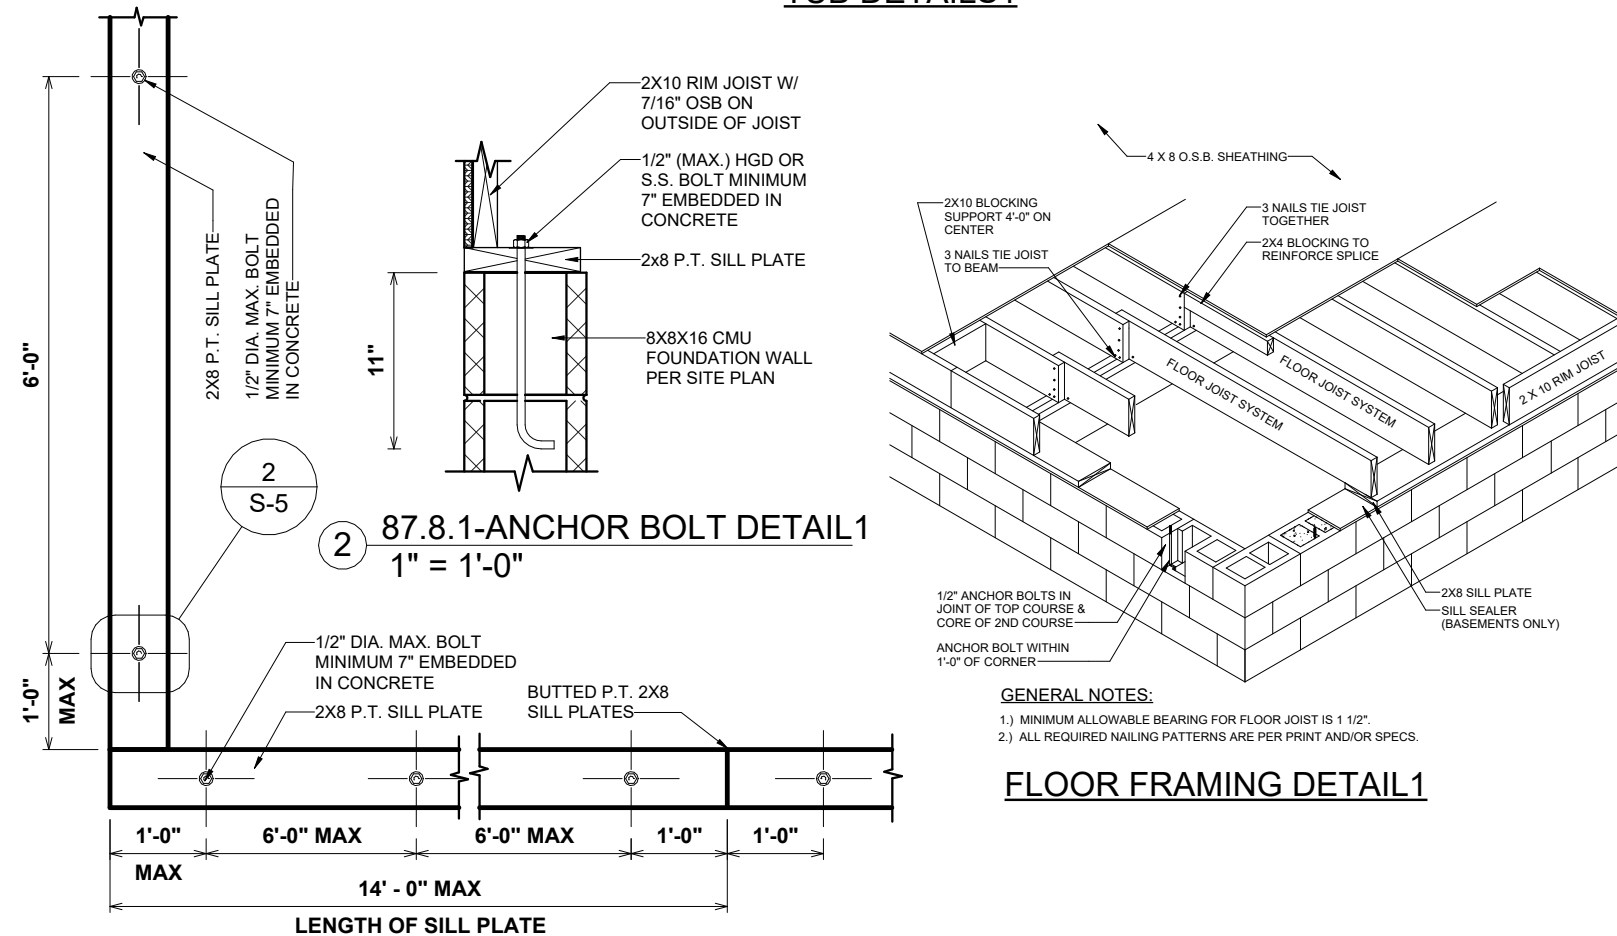 2X10 RIM JOIST W/
7/16" OSB ON
OUTSIDE OF JOIST
1/2" (MAX.) HGD OR
S.S. BOLT MINIMUM
7" EMBEDDED IN
CONCRETE
2x8 P.T. SILL PLATE
8X8X16 CMU
FOUNDATION WALL
PER SITE PLAN
11"
6'-0"
2X8 P.T. SILL PLATE
1/2" DIA. MAX. BOLT
MINIMUM 7" EMBEDDED
IN CONCRETE
2
S-5
2
87.8.1-ANCHOR BOLT DETAIL1
1" = 1'-0"
1'-0"
MAX
1/2" DIA. MAX. BOLT
MINIMUM 7" EMBEDDED
IN CONCRETE
2X8 P.T. SILL PLATE
BUTTED P.T. 2X8
SILL PLATES
1'-0"
MAX
6'-0" MAX
6'-0" MAX
1'-0"
1'-0"
14' - 0" MAX
LENGTH OF SILL PLATE
4 X 8 O.S.B. SHEATHING
2X10 BLOCKING
SUPPORT 4'-0" ON
CENTER
3 NAILS TIE JOIST
TO BEAM
3 NAILS TIE JOIST
TOGETHER
2X4 BLOCKING TO
REINFORCE SPLICE
FLOOR JOIST SYSTEM
FLOOR JOIST SYSTEM
2 X 10 RIM JOIST
1/2" ANCHOR BOLTS IN
JOINT OF TOP COURSE &
CORE OF 2ND COURSE
ANCHOR BOLT WITHIN
1'-0" OF CORNER
2X8 SILL PLATE
SILL SEALER
(BASEMENTS ONLY)
GENERAL NOTES:
1.) MINIMUM ALLOWABLE BEARING FOR FLOOR JOIST IS 1 1/2".
2.) ALL REQUIRED NAILING PATTERNS ARE PER PRINT AND/OR SPECS.
FLOOR FRAMING DETAIL1